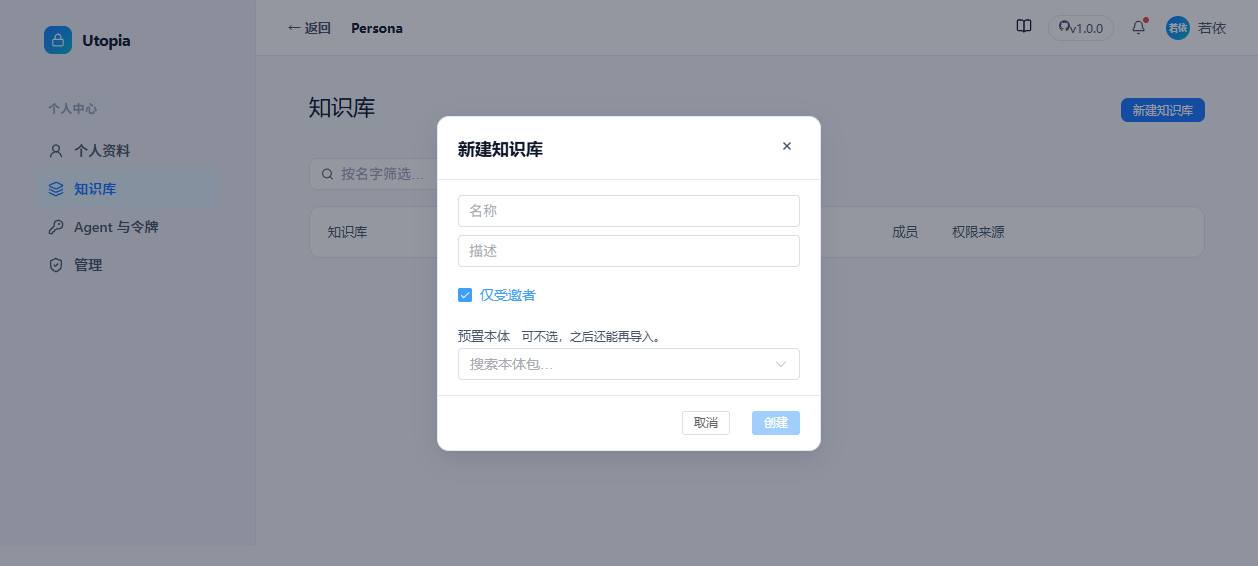 Utopia
← 返回 Persona
v1.0.0
若依 若依
个人中心
个人资料
知识库
Agent 与令牌
管理
知识库
新建知识库
按名字筛选...
知识库 成员 权限来源
新建知识库
名称
描述
仅受邀者
预置本体 可不选，之后还能再导入。
搜索本体包...
取消 创建